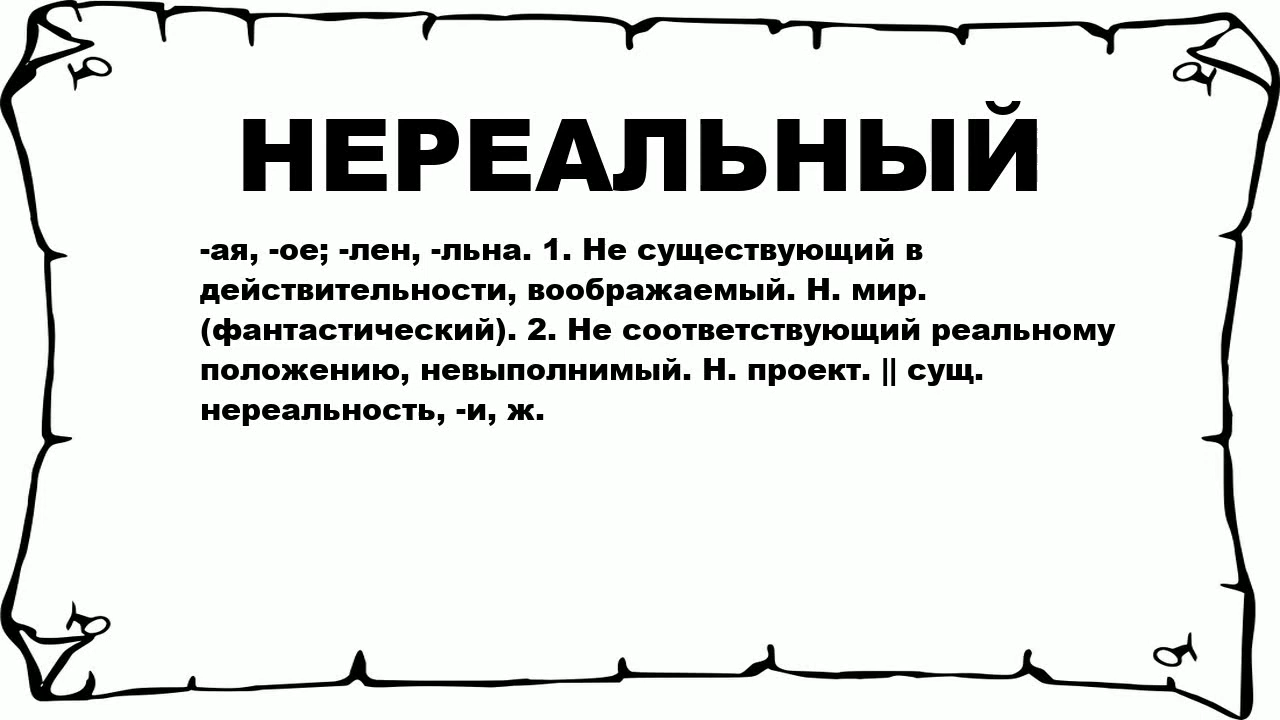 НЕРЕАЛЬНЫЙ
-ая, -ое; -лен, -льна. 1. Не существующий в
действительности, воображаемый. Н. мир.
(фантастический). 2. Не соответствующий реальному
положению, невыполнимый. Н. проект. || сущ.
нереальность, -и, ж.